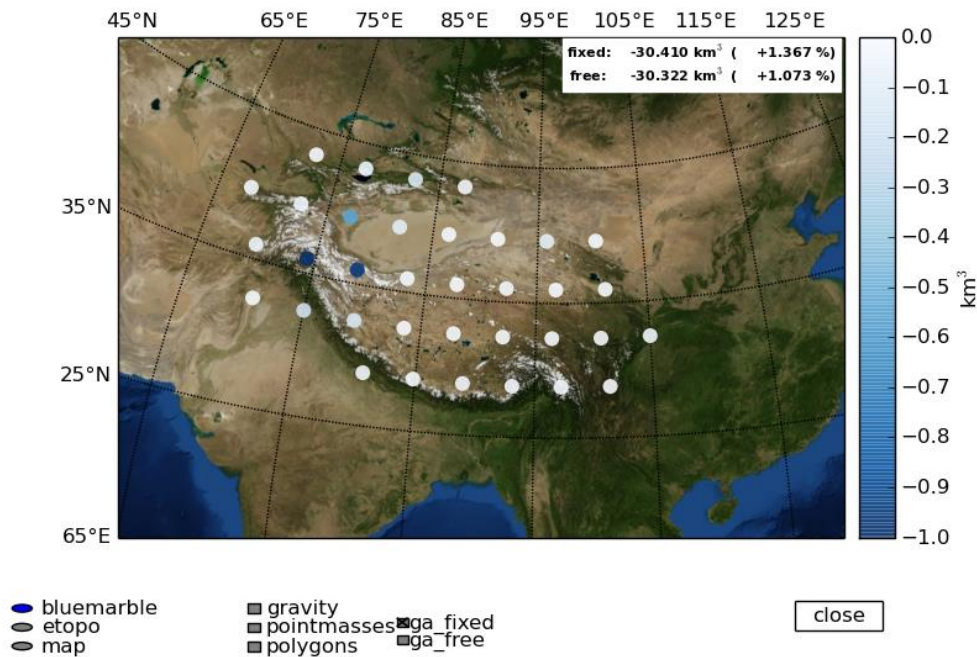 45°N 65°E 75°E 85°E 95°E 105°E 115°E 125°E
fixed: -30.410 km³ ( +1.367 %)
free: -30.322 km³ ( +1.073 %)
35°N
25°N
65°E
0.0
−0.1
−0.2
−0.3
−0.4
−0.5
−0.6
−0.7
−0.8
−0.9
−1.0
km³
bluemarble
etopo
map
gravity
pointmasses
polygons
ga_fixed
ga_free
close